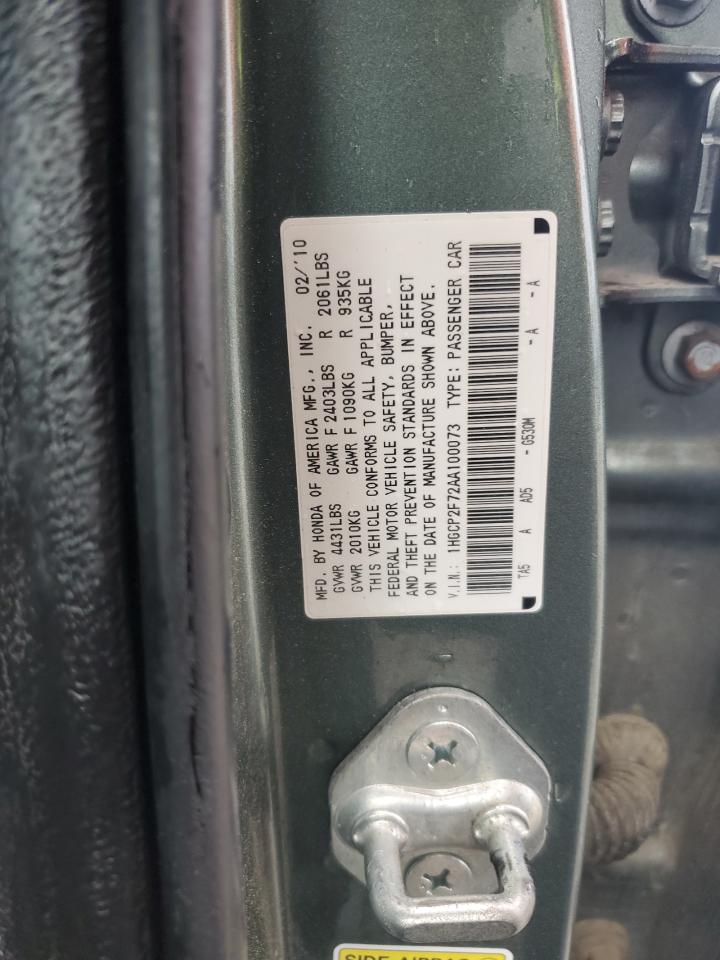 MFD. BY HONDA OF AMERICA MFG., INC. 02/'10
GVWR 4431LBS GAWR F 2403LBS R 2061LBS
GVWR 2010KG GAWR F 1090KG R 935KG
THIS VEHICLE CONFORMS TO ALL APPLICABLE
FEDERAL MOTOR VEHICLE SAFETY, BUMPER,
AND THEFT PREVENTION STANDARDS IN EFFECT
ON THE DATE OF MANUFACTURE SHOWN ABOVE.
V.I.N.: 1HGCP2F72AA100073 TYPE: PASSENGER CAR
TA5 A AD5 - G530M - A - A
SIDE AIRBAG